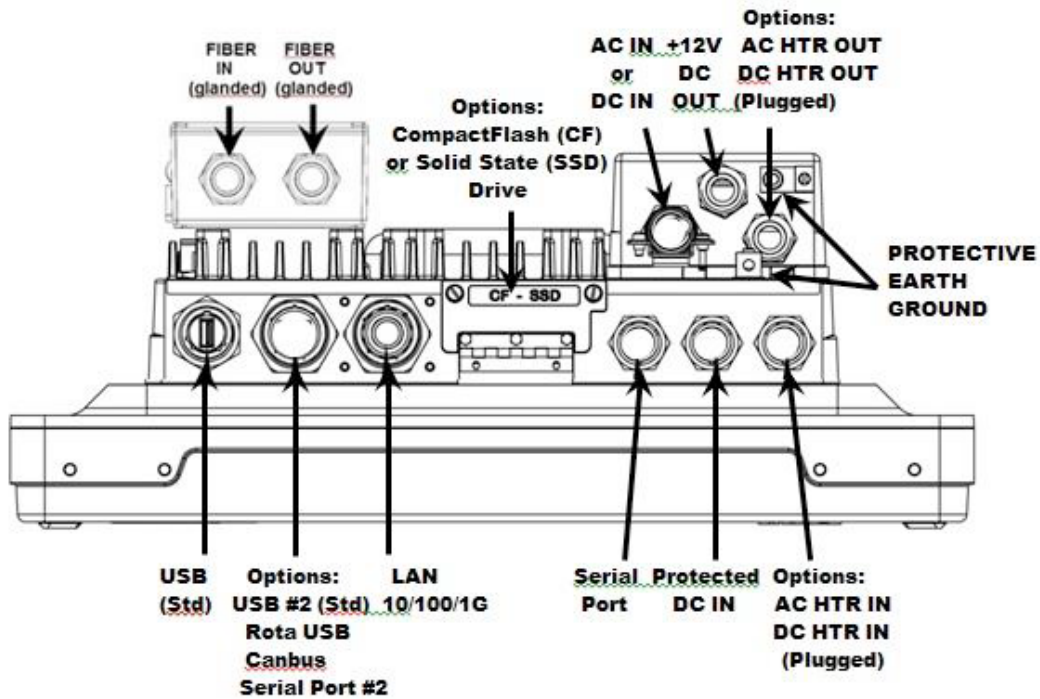 FIBER
IN
(glanded)
FIBER
OUT
(glanded)
Options:
CompactFlash (CF)
or Solid State (SSD)
Drive
AC IN
or
DC IN
+12V
DC
OUT
Options:
AC HTR OUT
DC HTR OUT
(Plugged)
PROTECTIVE
EARTH
GROUND
CF - SSD
USB
(Std)
Options:
USB #2 (Std)
Rota USB
Canbus
Serial Port #2
LAN
10/100/1G
Serial
Port
Protected
DC IN
Options:
AC HTR IN
DC HTR IN
(Plugged)